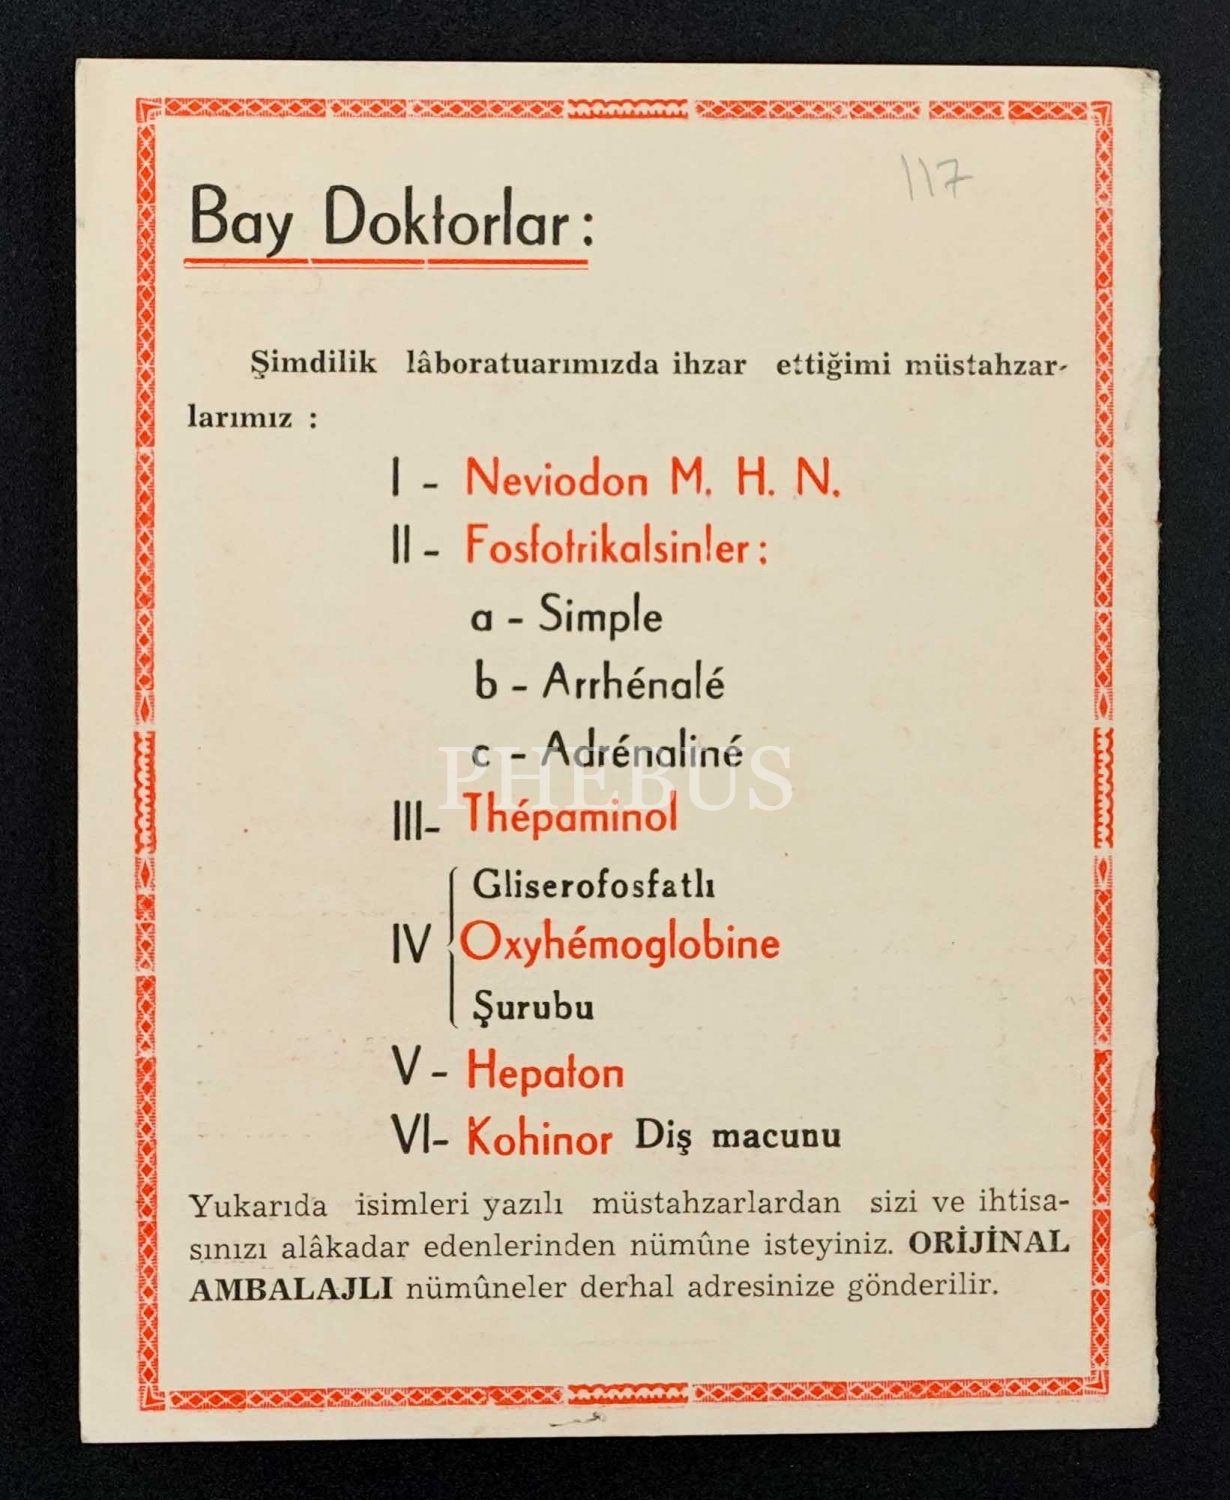 117
Bay Doktorlar:
Şimdilik lâboratuarımızda ihzar ettiğimi müstahzar-
larımız :
I - Neviodon M. H. N.
II - Fosfotrikalsinler:
a - Simple
b - Arrhénalé
c - Adrénaliné
PHEBUS
III- Thépaminol
Gliserofosfatlı
IV Oxyhémoglobine
Şurubu
V - Hepaton
VI- Kohinor Diş macunu
Yukarıda isimleri yazılı müstahzarlardan sizi ve ihtisa-
sınızı alâkadar edenlerinden nümûne isteyiniz. ORİJİNAL
AMBALAJLI nümûneler derhal adresinize gönderilir.